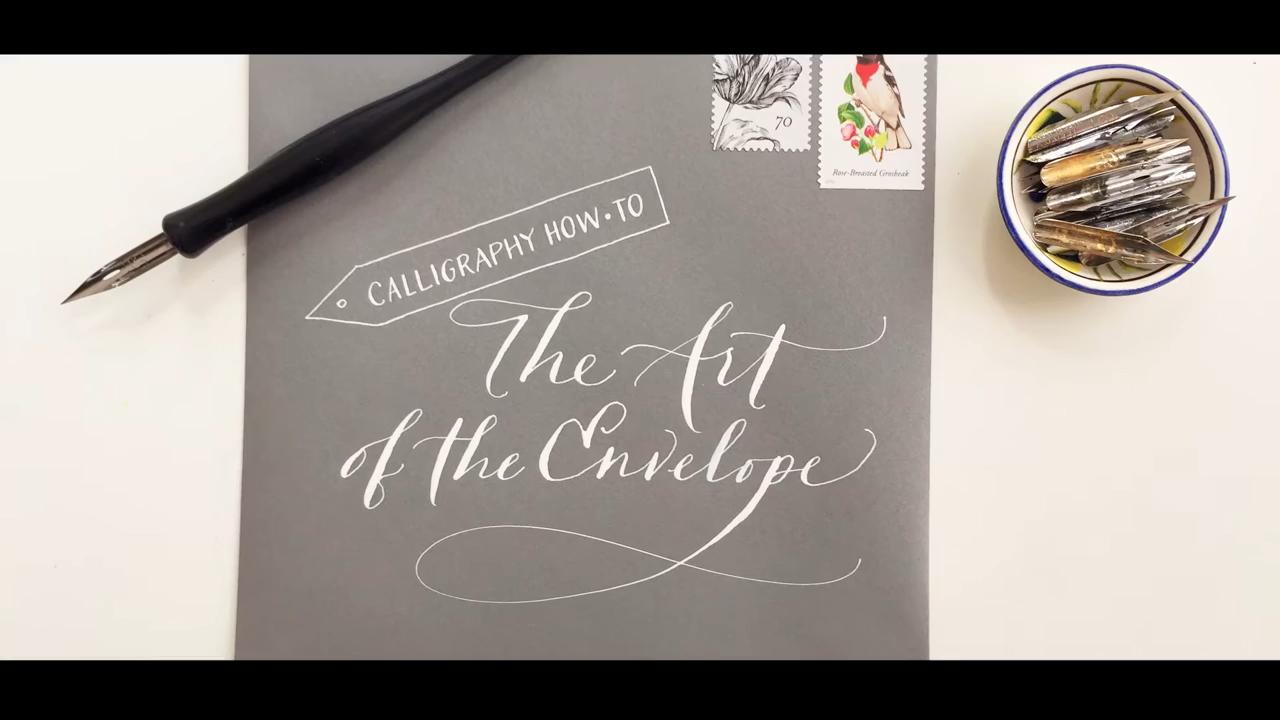 70
Rose-Breasted Grosbeak
CALLIGRAPHY HOW·TO
The Art
of the Envelope